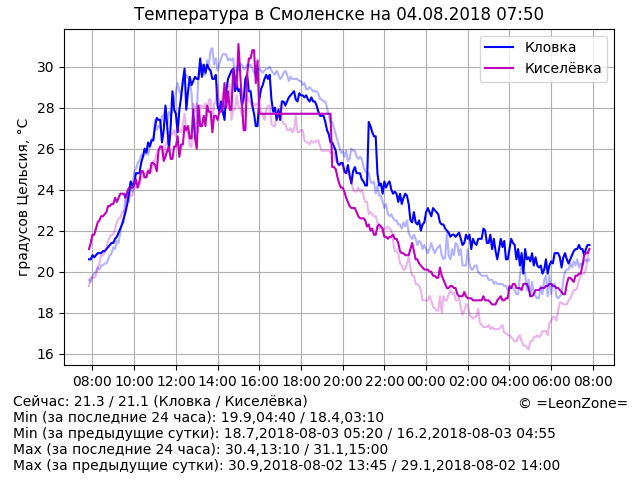 Температура в Смоленске на 04.08.2018 07:50
Кловка
Киселёвка
градусов Цельсия, °C
30
28
26
24
22
20
18
16
08:00 10:00 12:00 14:00 16:00 18:00 20:00 22:00 00:00 02:00 04:00 06:00 08:00
Сейчас: 21.3 / 21.1 (Кловка / Киселёвка)
© =LeonZone=
Min (за последние 24 часа): 19.9,04:40 / 18.4,03:10
Min (за предыдущие сутки): 18.7,2018-08-03 05:20 / 16.2,2018-08-03 04:55
Max (за последние 24 часа): 30.4,13:10 / 31.1,15:00
Max (за предыдущие сутки): 30.9,2018-08-02 13:45 / 29.1,2018-08-02 14:00